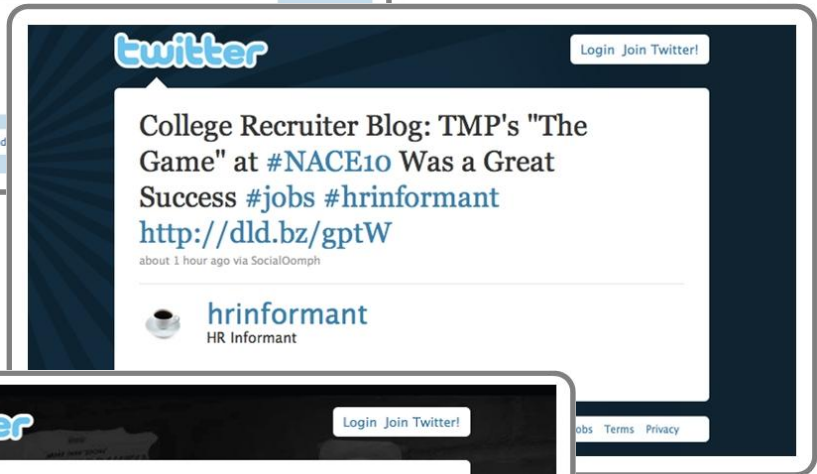 twitter
Login Join Twitter!
College Recruiter Blog: TMP's "The
Game" at #NACE10 Was a Great
Success #jobs #hrinformant
http://dld.bz/gptW
about 1 hour ago via SocialOomph
hrinformant
HR Informant
Terms Privacy
Login Join Twitter!